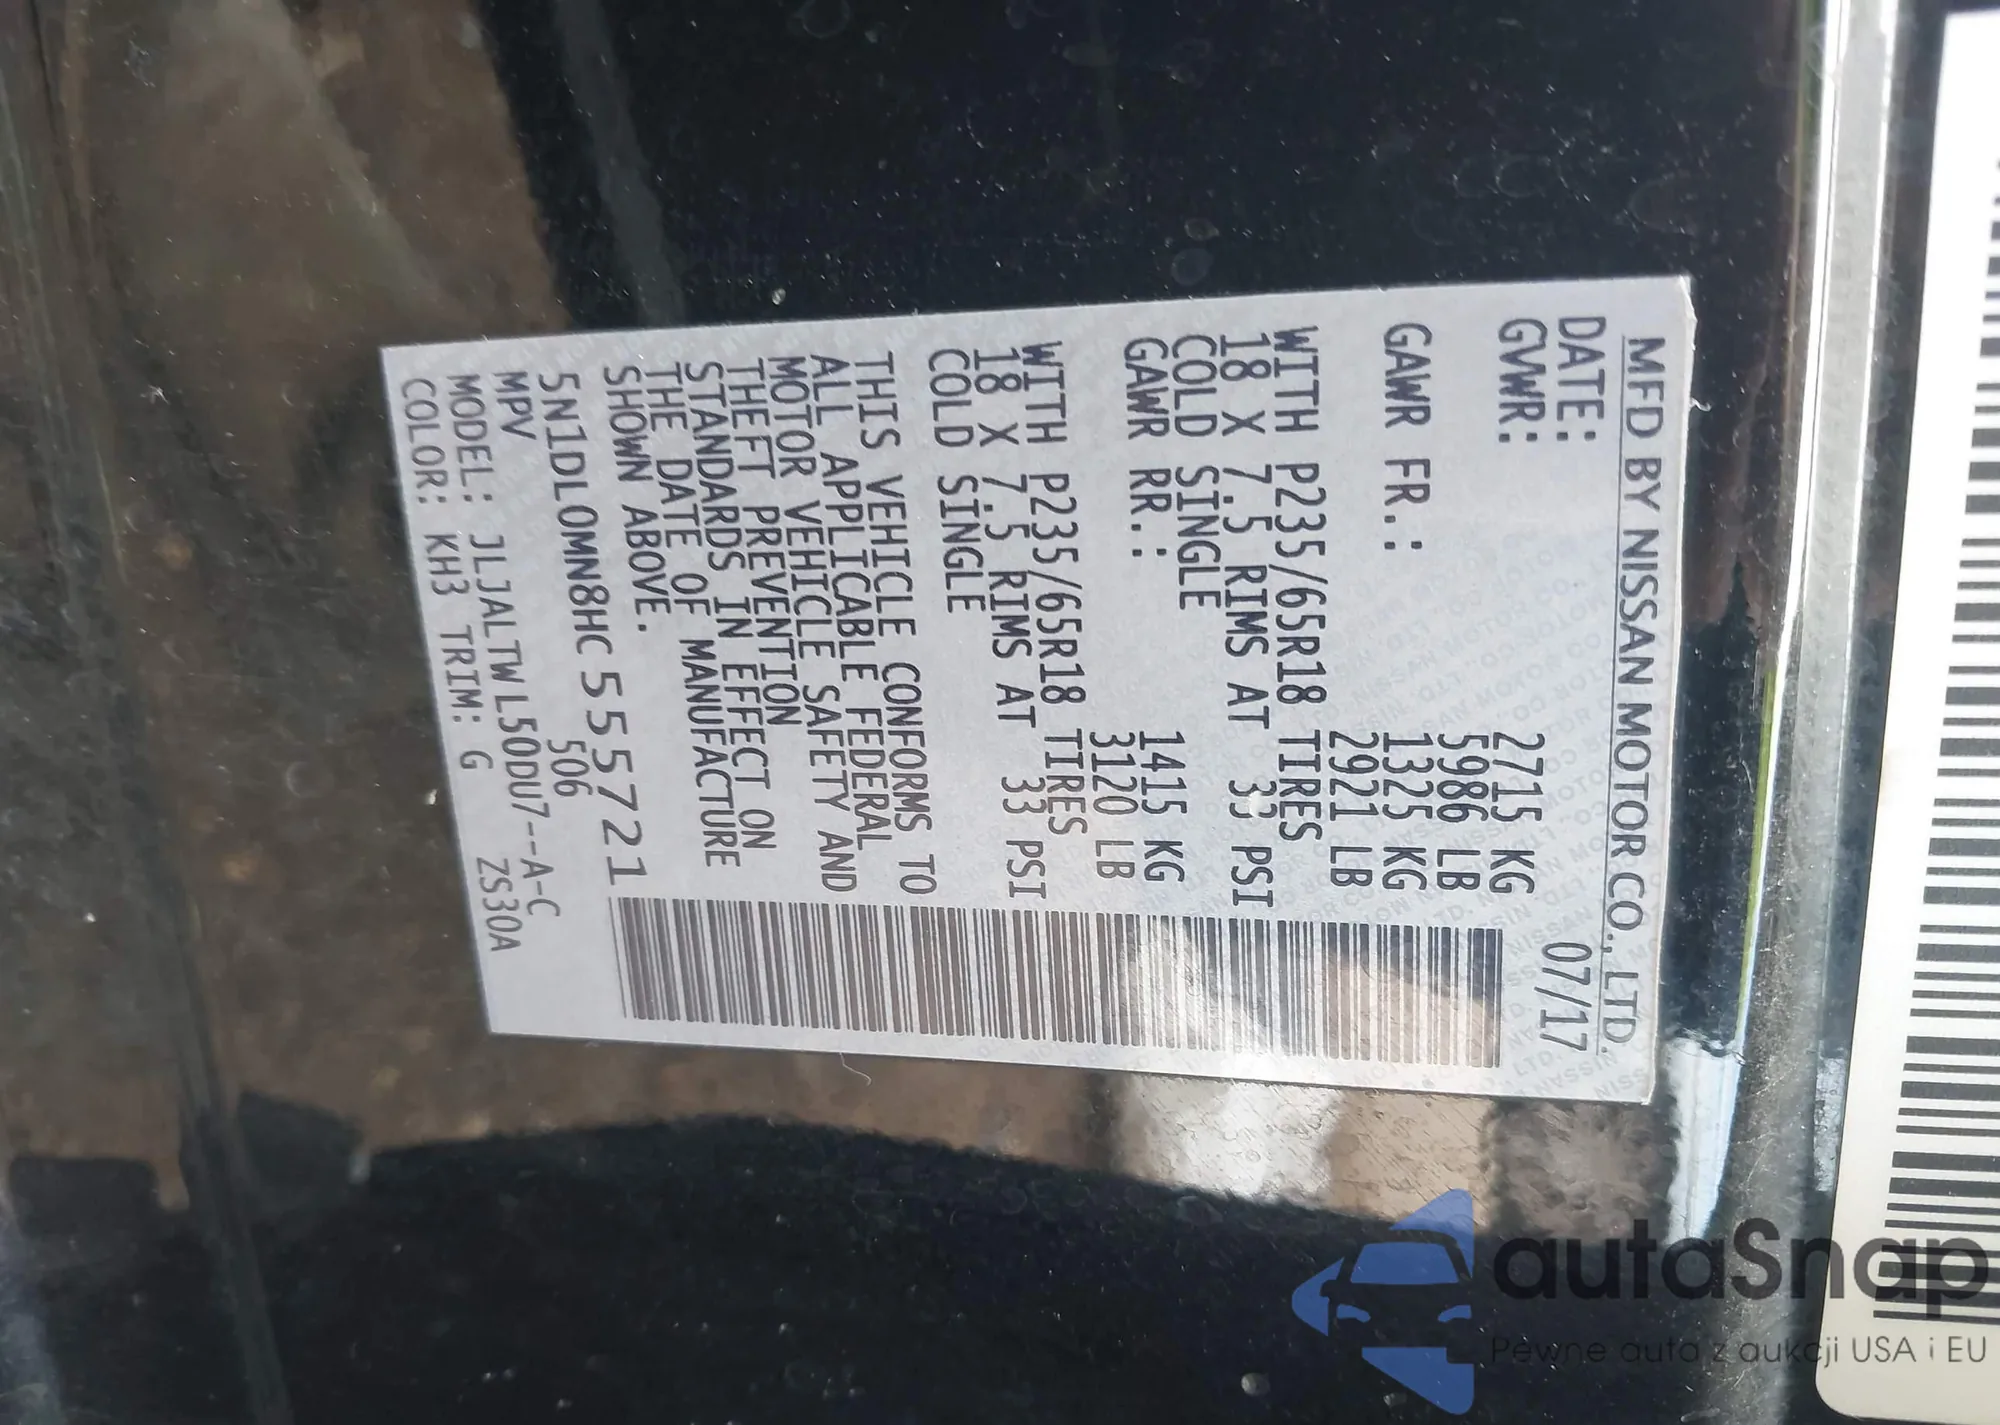 MFD BY NISSAN MOTOR CO., LTD.
DATE: 07/17
GVWR: 2715 KG
5986 LB
GAWR FR.: 1325 KG
2921 LB
WITH P235/65R18 TIRES
18 X 7.5 RIMS AT 33 PSI
COLD SINGLE
GAWR RR.: 1415 KG
3120 LB
WITH P235/65R18 TIRES
18 X 7.5 RIMS AT 33 PSI
COLD SINGLE
THIS VEHICLE CONFORMS TO
ALL APPLICABLE FEDERAL
MOTOR VEHICLE SAFETY AND
THEFT PREVENTION
STANDARDS IN EFFECT ON
THE DATE OF MANUFACTURE
SHOWN ABOVE.
5N1DL0MN8HC555721
MPV 506
MODEL: JLJALTWL50DU7--A-C
COLOR: KH3 TRIM: G ZS30A
autaSnap
Pewne auta z aukcji USA i EU